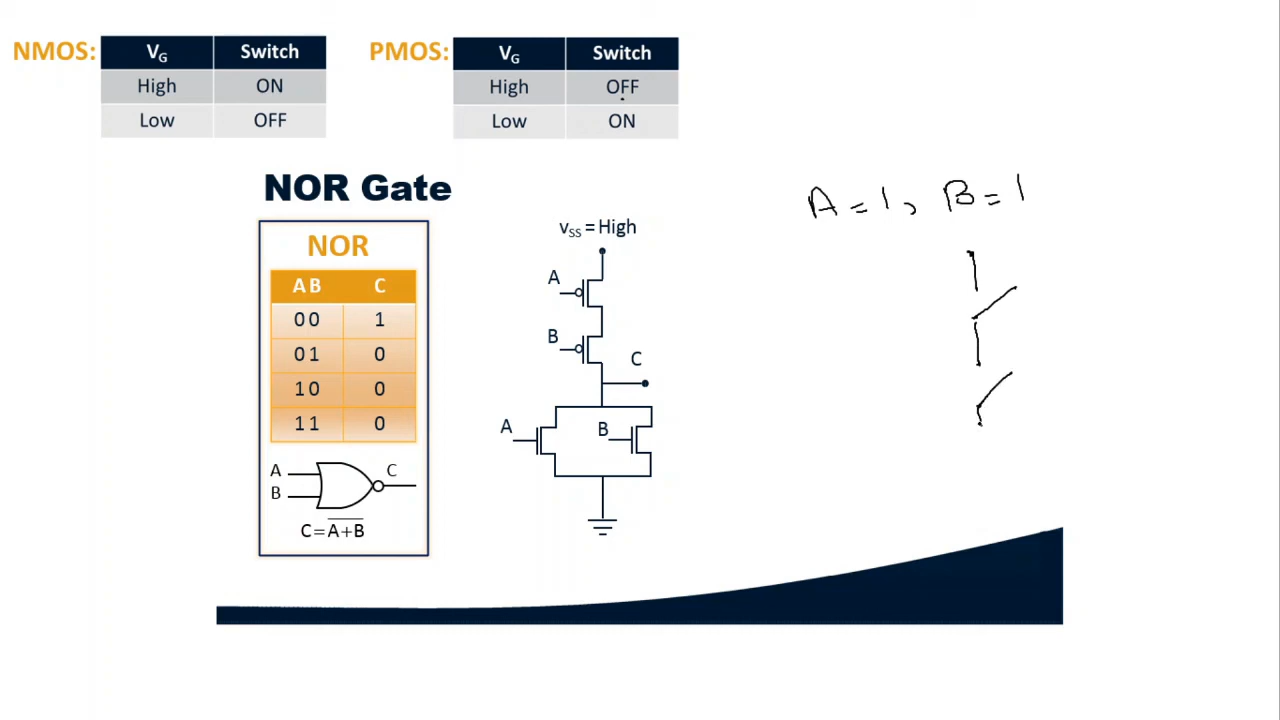 NMOS:
V_G Switch
High ON
Low OFF
PMOS:
V_G Switch
High OFF
Low ON
NOR Gate
NOR
A B C
0 0 1
0 1 0
1 0 0
1 1 0
A
B
C
C = \overline{A+B}
v_SS = High
A
B
C
A
B
A = 1, B = 1